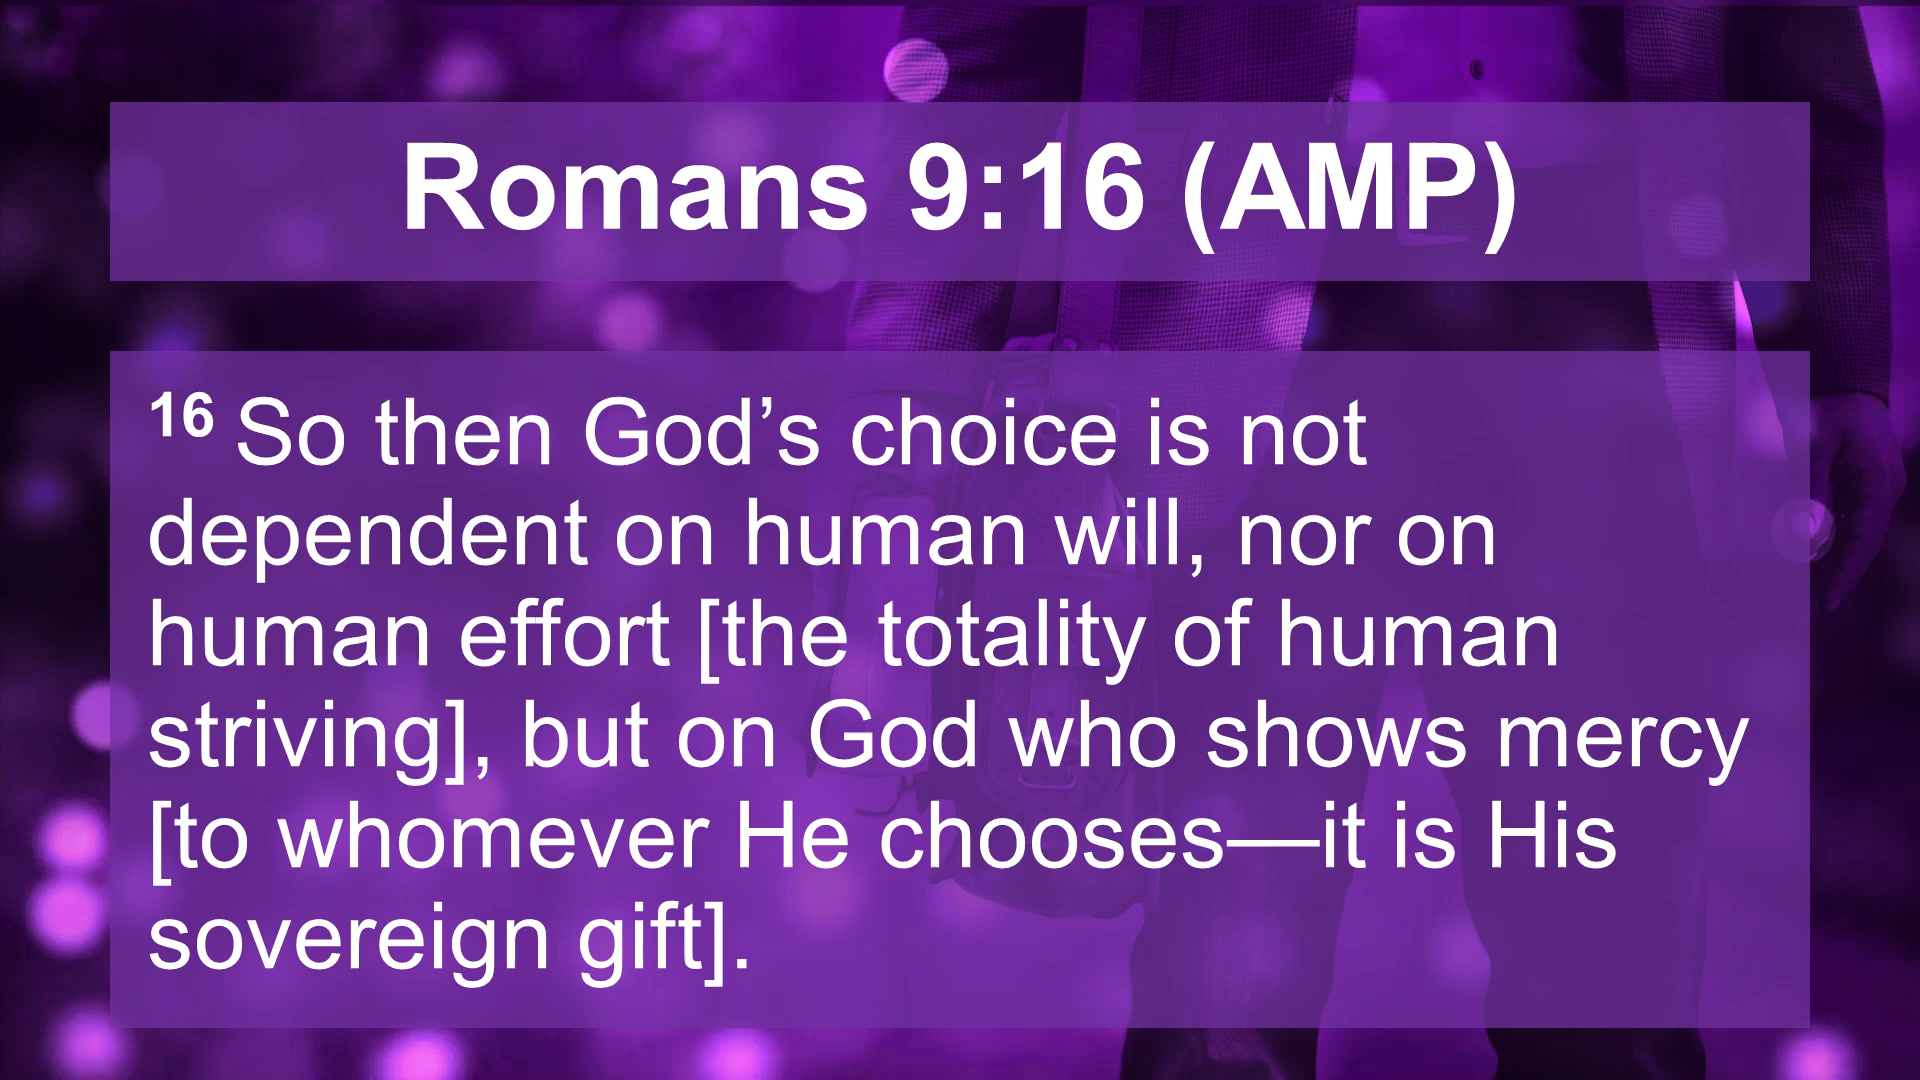 Romans 9:16 (AMP)
16 So then God’s choice is not
dependent on human will, nor on
human effort [the totality of human
striving], but on God who shows mercy
[to whomever He chooses—it is His
sovereign gift].